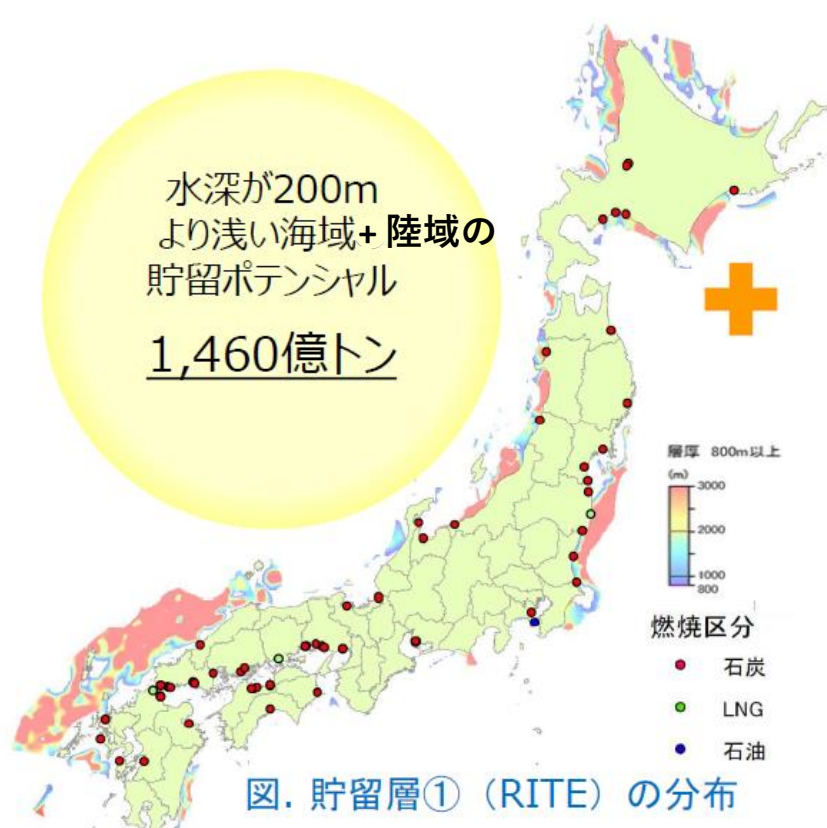 水深が200m
より浅い海域+陸域の
貯留ポテンシャル
1,460億トン
層厚 800m以上
(m)
3000
2000
1000
800
燃焼区分
石炭
LNG
石油
図. 貯留層①（RITE）の分布